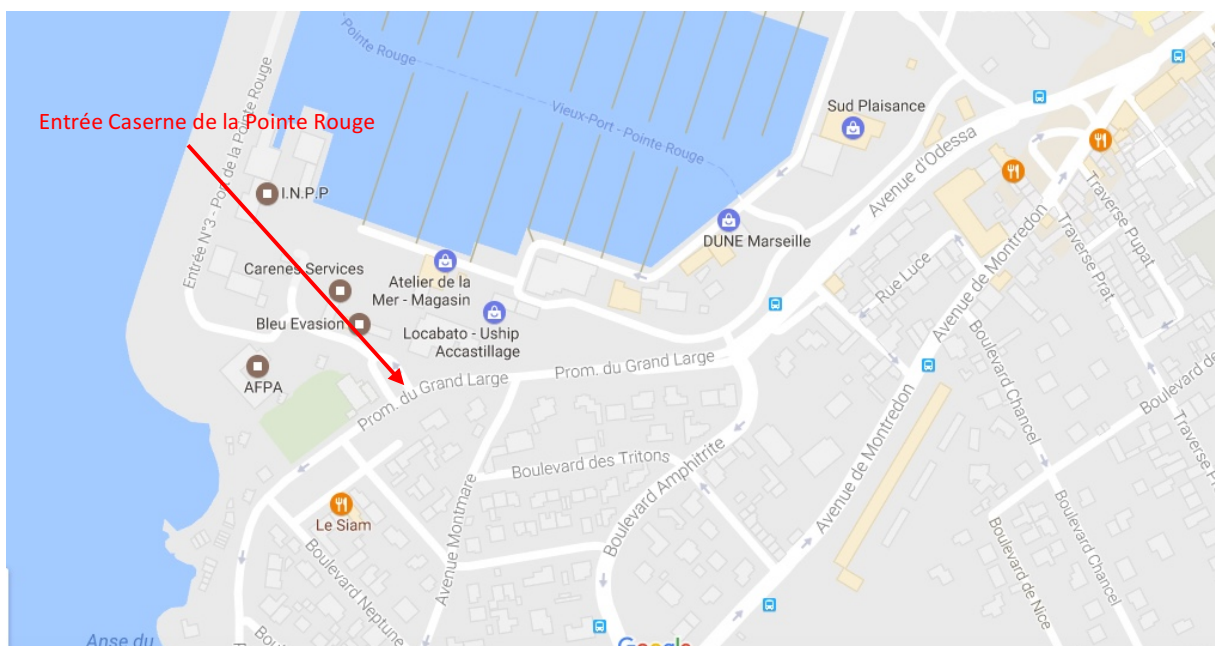 Pointe Rouge
Vieux-Port - Pointe Rouge
Sud Plaisance
Entrée Caserne de la Pointe Rouge
Entrée N°3 - Port de la Pointe Rouge
I.N.P.P
Avenue d'Odessa
DUNE Marseille
Traverse Pupat
Traverse Prat
Carenes Services
Atelier de la
Mer - Magasin
Rue Luce
Avenue de Montredon
Bleu Evasion
Locabato - Uship
Accastillage
AFPA
Prom. du Grand Large
Prom. du Grand Large
Boulevard Chancel
Boulevard de
Avenue de Montredon
Traverse P
Boulevard des Tritons
Boulevard Amphitrite
Le Siam
Avenue Montmare
Boulevard Neptune
Boulevard de Nice
Boulevard Chancel
Anse du
Google